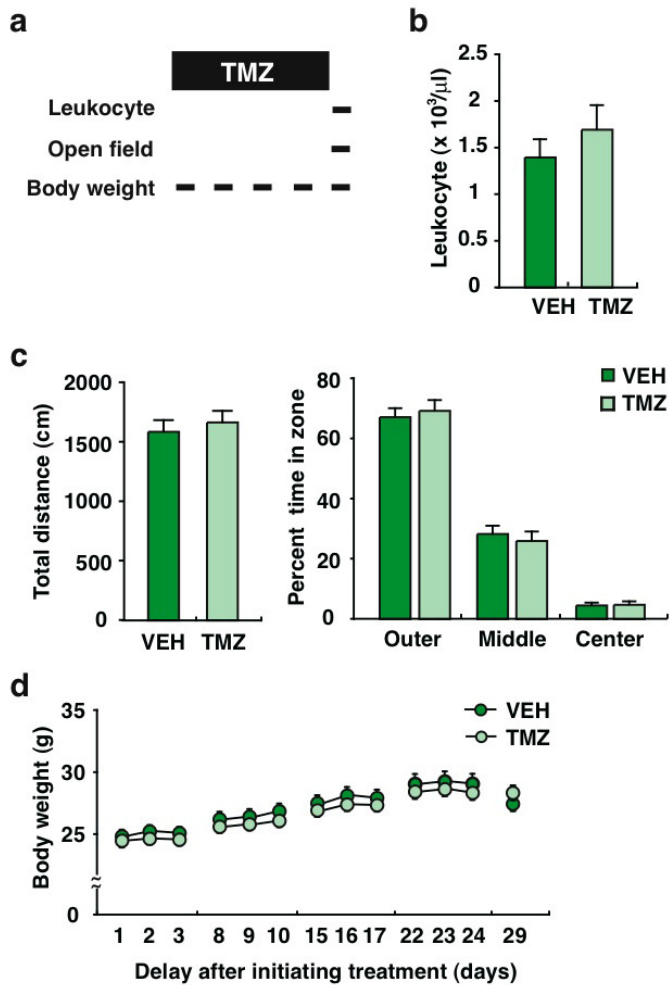 a
TMZ
Leukocyte
Open field
Body weight
b
Leukocyte (x 10³/µl)
2.5
2
1.5
1
0.5
0
VEH TMZ
c
Total distance (cm)
2000
1500
1000
500
0
VEH TMZ
Percent time in zone
80
60
40
20
0
Outer Middle Center
VEH
TMZ
d
Body weight (g)
35
30
25
0
VEH
TMZ
1 2 3 8 9 10 15 16 17 22 23 24 29
Delay after initiating treatment (days)